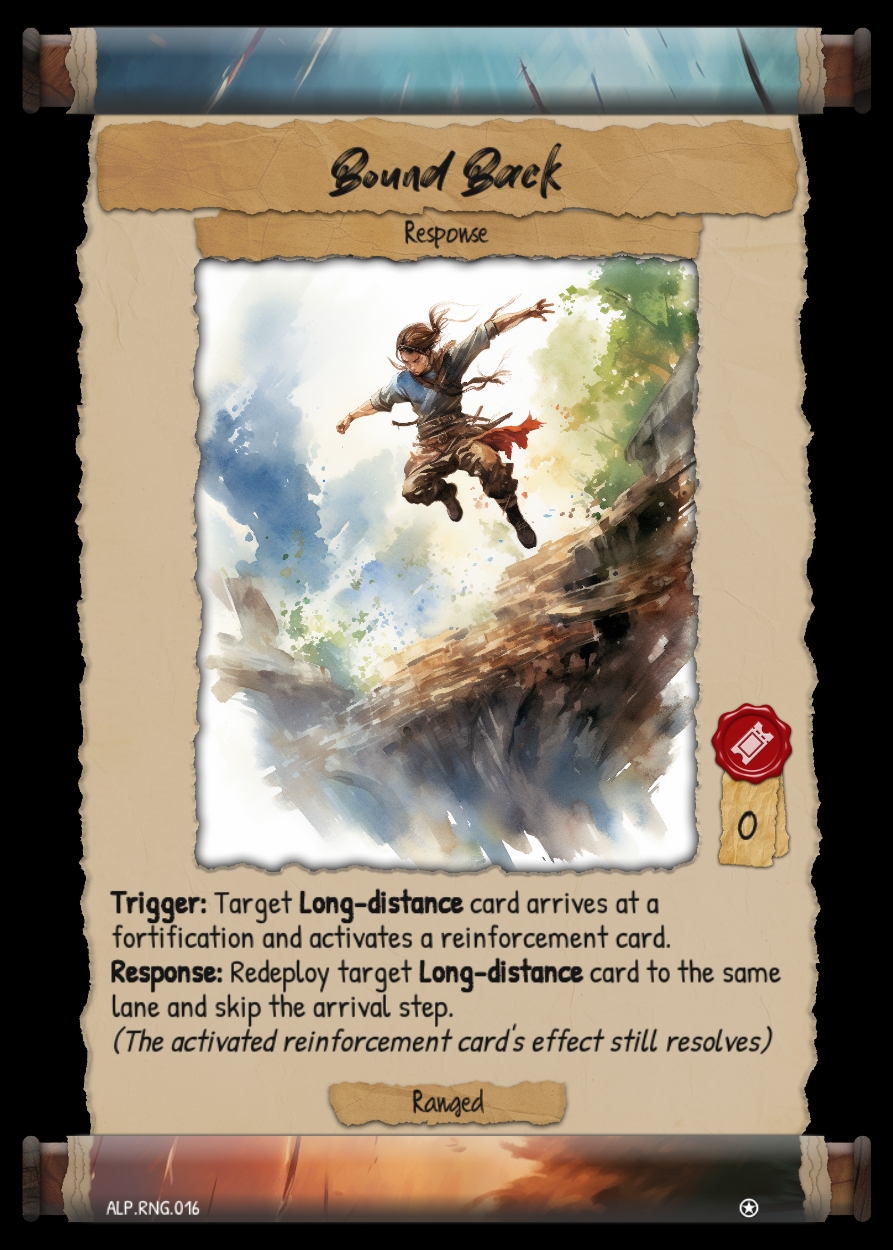 Bound Back
Response
0
Trigger: Target Long-distance card arrives at a
fortification and activates a reinforcement card.
Response: Redeploy target Long-distance card to the same
lane and skip the arrival step.
(The activated reinforcement card's effect still resolves)
Ranged
ALP.RNG.016